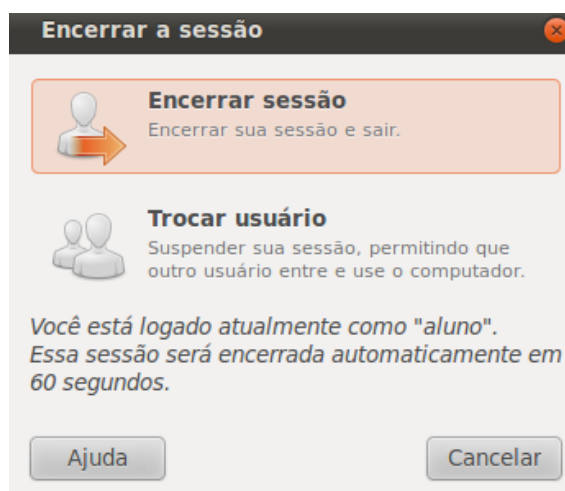 Encerrar a sessão
Encerrar sessão
Encerrar sua sessão e sair.
Trocar usuário
Suspender sua sessão, permitindo que
outro usuário entre e use o computador.
Você está logado atualmente como "aluno".
Essa sessão será encerrada automaticamente em
60 segundos.
Ajuda
Cancelar